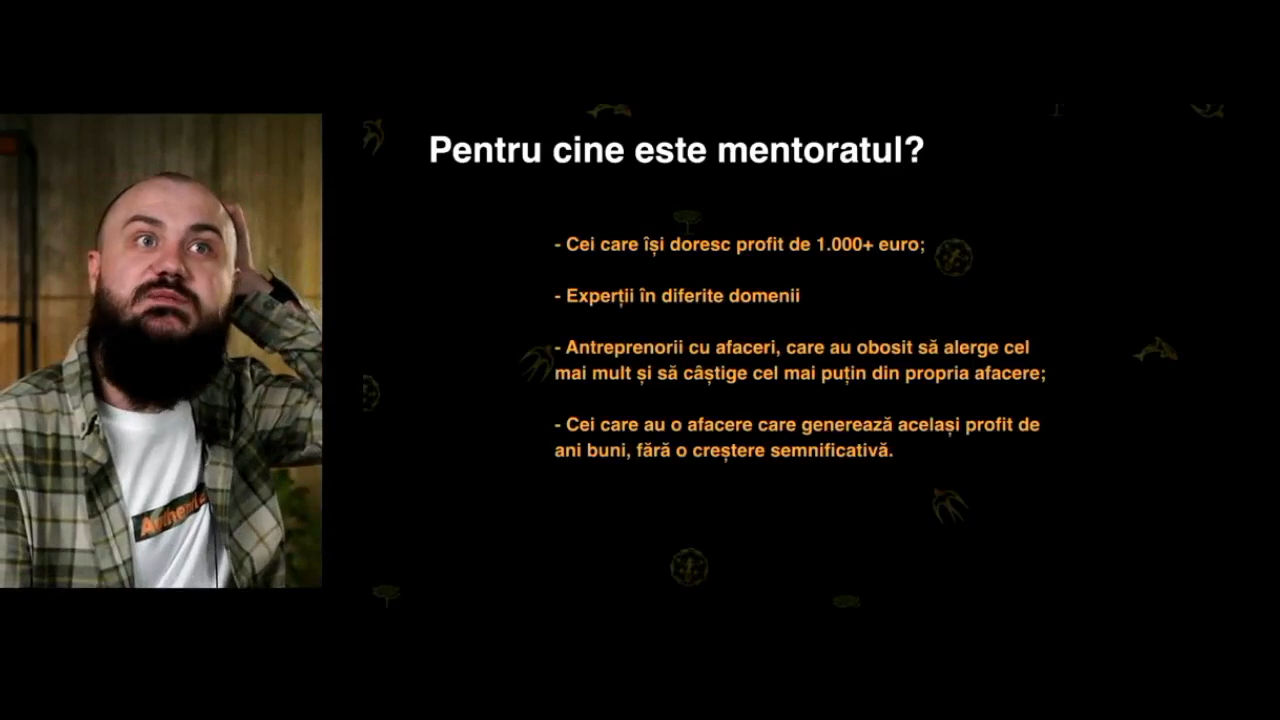 Pentru cine este mentoratul?
- Cei care își doresc profit de 1.000+ euro;
- Experții în diferite domenii
- Antreprenorii cu afaceri, care au obosit să alerge cel
mai mult și să câștige cel mai puțin din propria afacere;
- Cei care au o afacere care generează același profit de
ani buni, fără o creștere semnificativă.